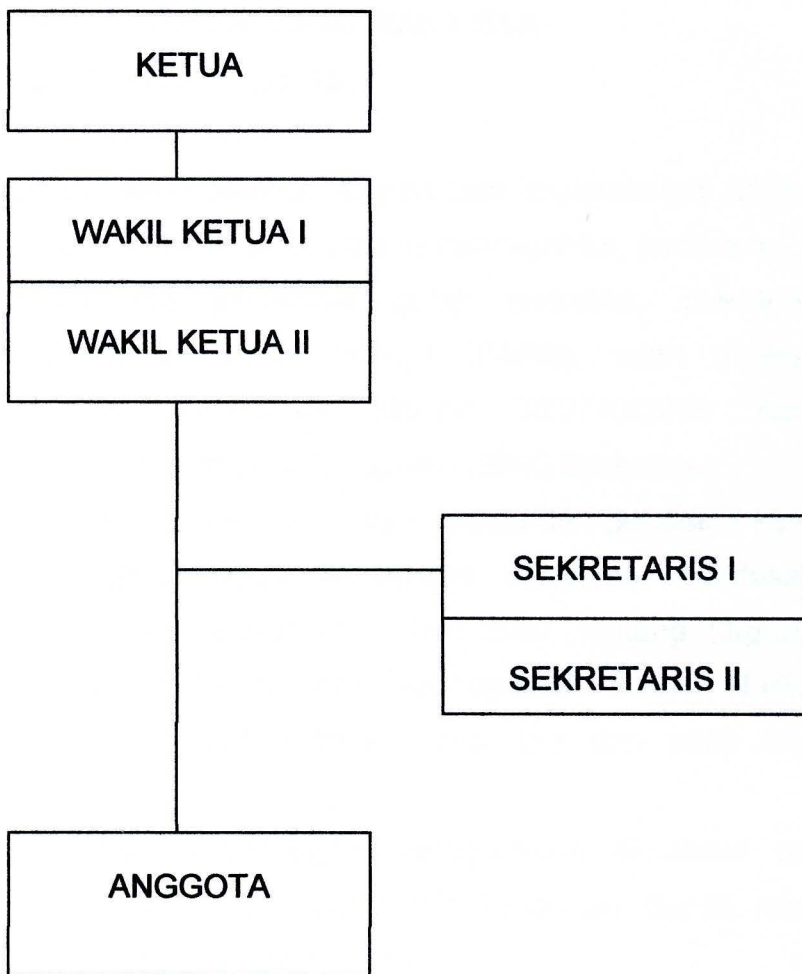 KETUA
WAKIL KETUA I
WAKIL KETUA II
SEKRETARIS I
SEKRETARIS II
ANGGOTA